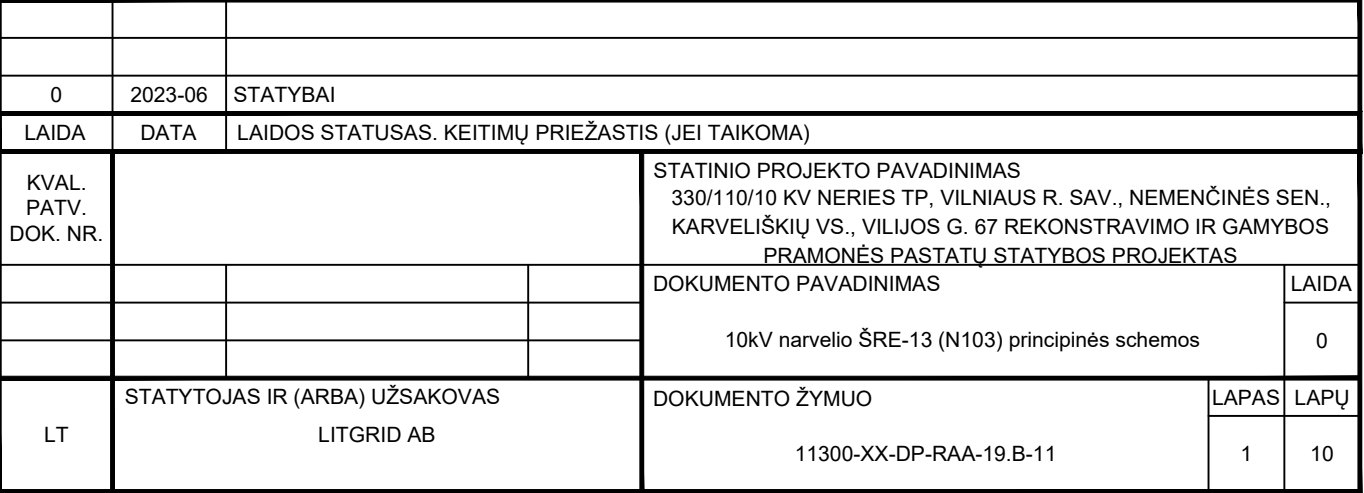 0 2023-06 STATYBAI
LAIDA DATA LAIDOS STATUSAS. KEITIMŲ PRIEŽASTIS (JEI TAIKOMA)
KVAL.
PATV.
DOK. NR.
STATINIO PROJEKTO PAVADINIMAS
330/110/10 KV NERIES TP, VILNIAUS R. SAV., NEMENČINĖS SEN.,
KARVELIŠKIŲ VS., VILIJOS G. 67 REKONSTRAVIMO IR GAMYBOS
PRAMONĖS PASTATŲ STATYBOS PROJEKTAS
DOKUMENTO PAVADINIMAS LAIDA
10kV narvelio ŠRE-13 (N103) principinės schemos 0
LT
STATYTOJAS IR (ARBA) UŽSAKOVAS
LITGRID AB
DOKUMENTO ŽYMUO LAPAS LAPŲ
11300-XX-DP-RAA-19.B-11 1 10